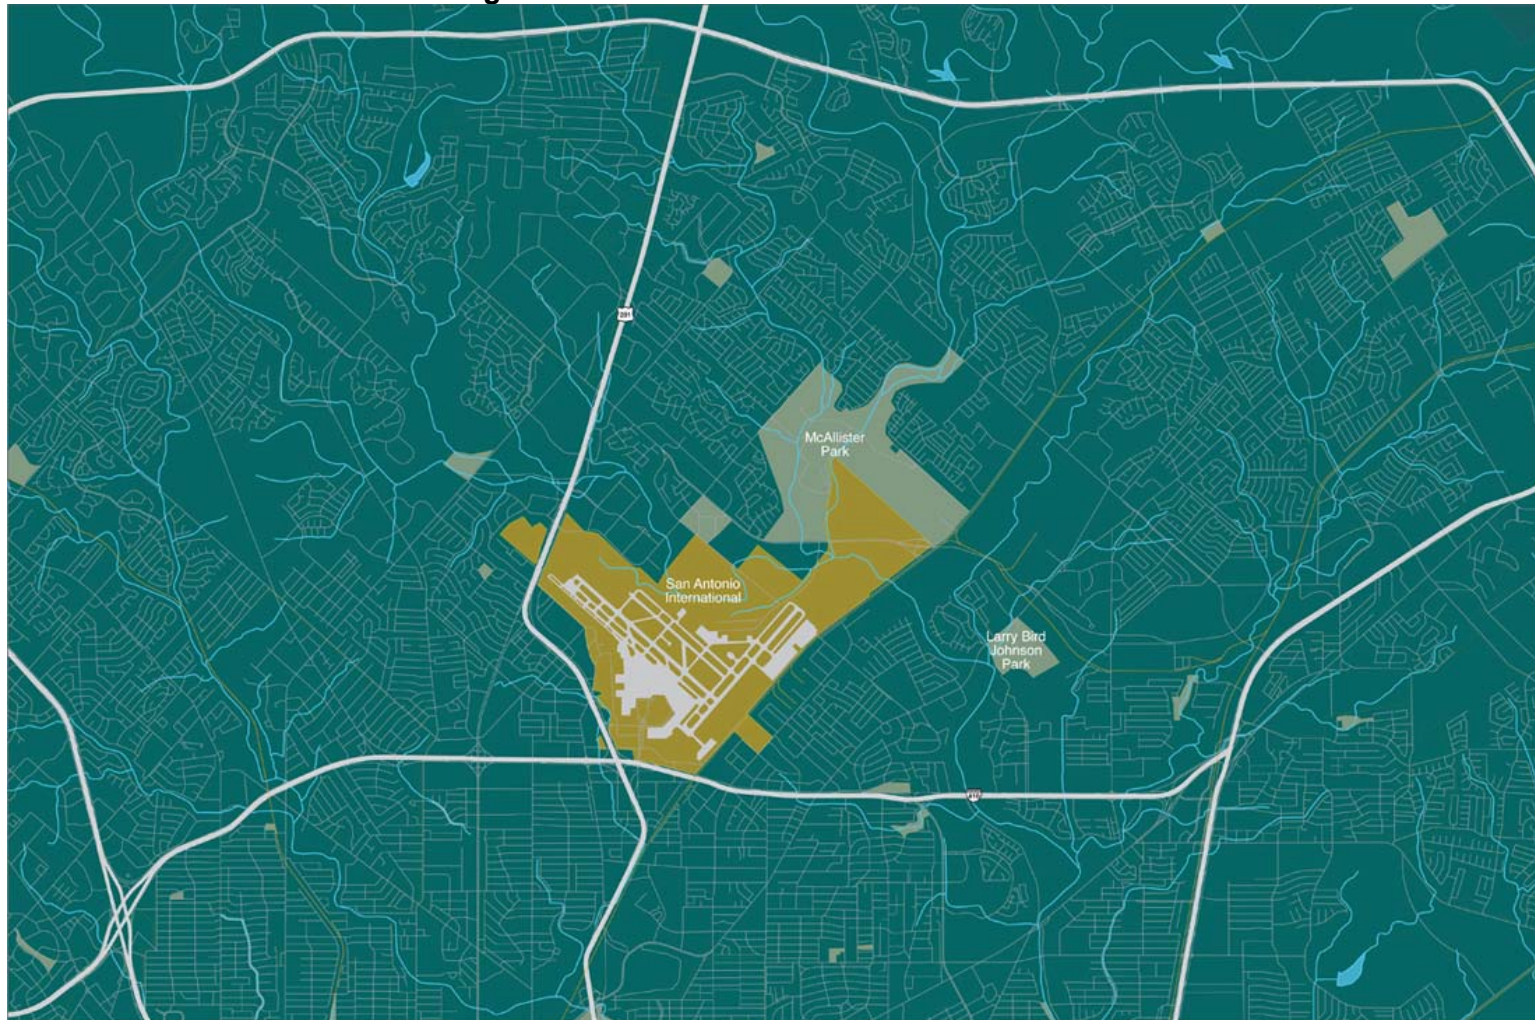 281
McAllister
Park
San Antonio
International
Larry Bird
Johnson
Park
410